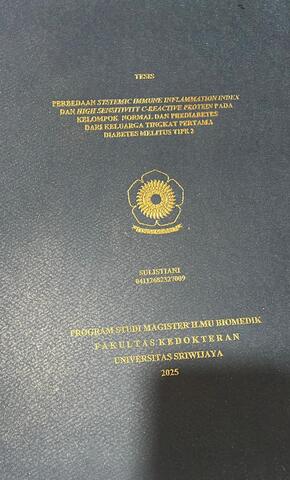 TESIS
PERBEDAAN SYSTEMIC IMMUNE INFLAMMATION INDEX
DAN HIGH SENSITIVITY C-REACTIVE PROTEIN PADA
KELOMPOK NORMAL DAN PREDIABETES
DARI KELUARGA TINGKAT PERTAMA
DIABETES MELITUS TIPE 2
SULISTIANI
04112682327009
PROGRAM STUDI MAGISTER ILMU BIOMEDIK
FAKULTAS KEDOKTERAN
UNIVERSITAS SRIWIJAYA
2025